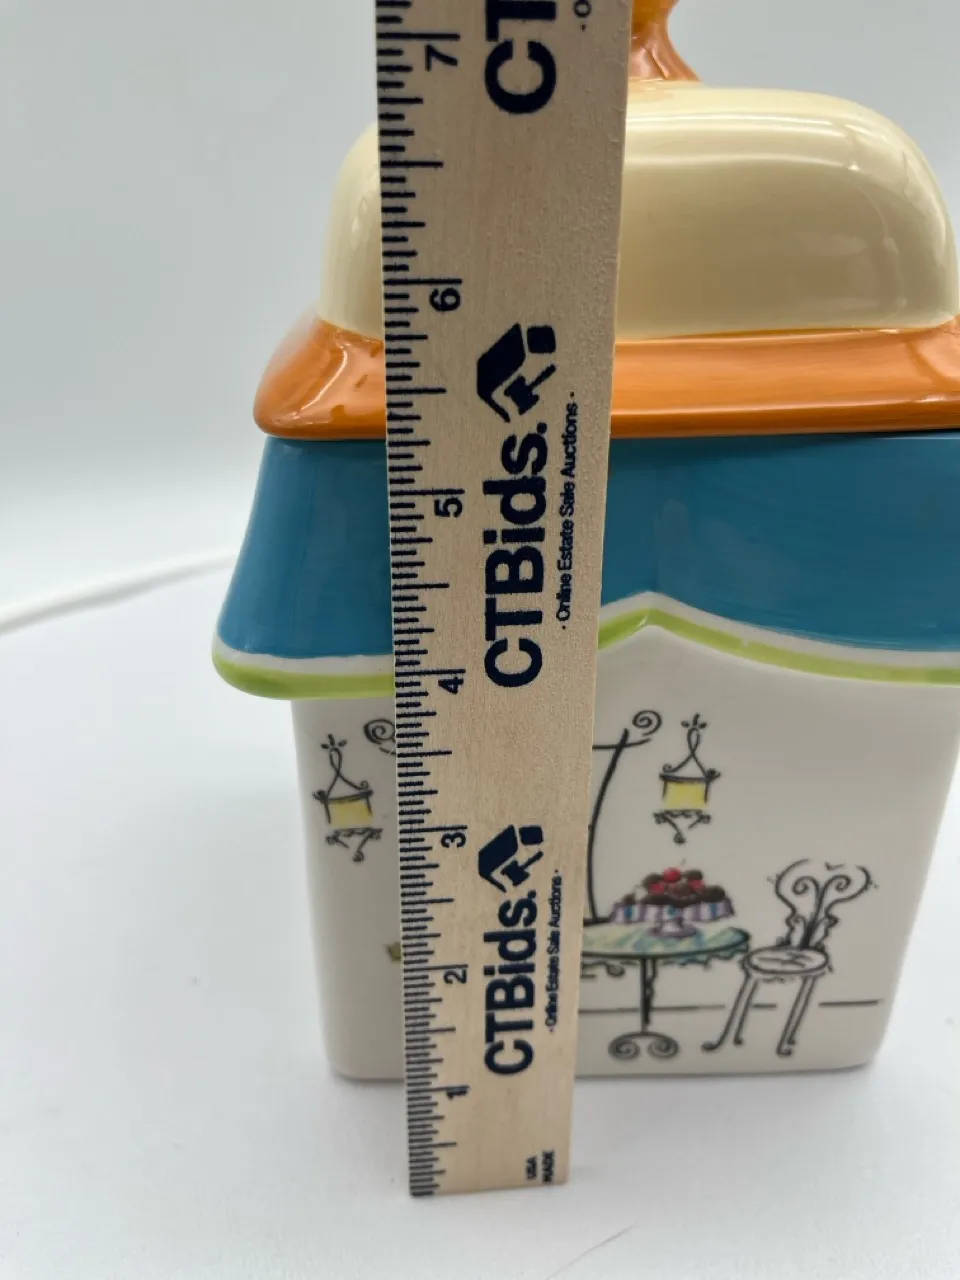 7
6
5
4
3
2
1
CT
· O
CTBids.
· Online Estate Sale Auctions ·
CTBids.
· Online Estate Sale Auctions ·
USA
MADE